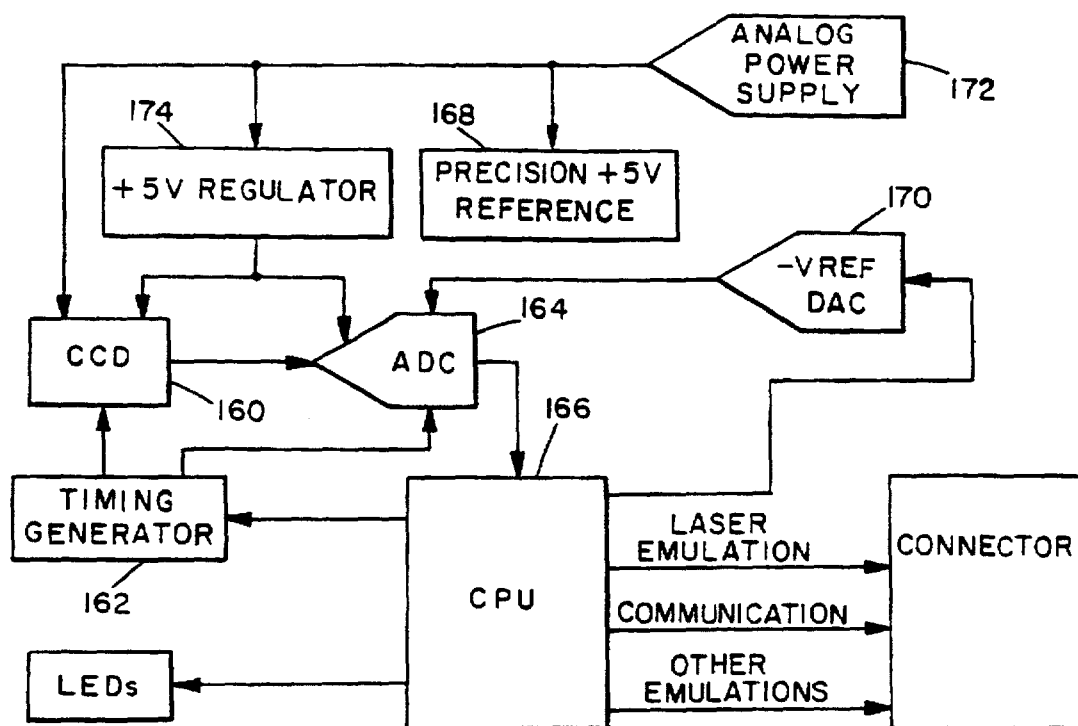 ANALOG
POWER
SUPPLY
172
174
168
+5V REGULATOR
PRECISION +5V
REFERENCE
170
-VREF
DAC
164
CCD
ADC
160
166
TIMING
GENERATOR
LASER
EMULATION
CONNECTOR
162
CPU
COMMUNICATION
LEDs
OTHER
EMULATIONS